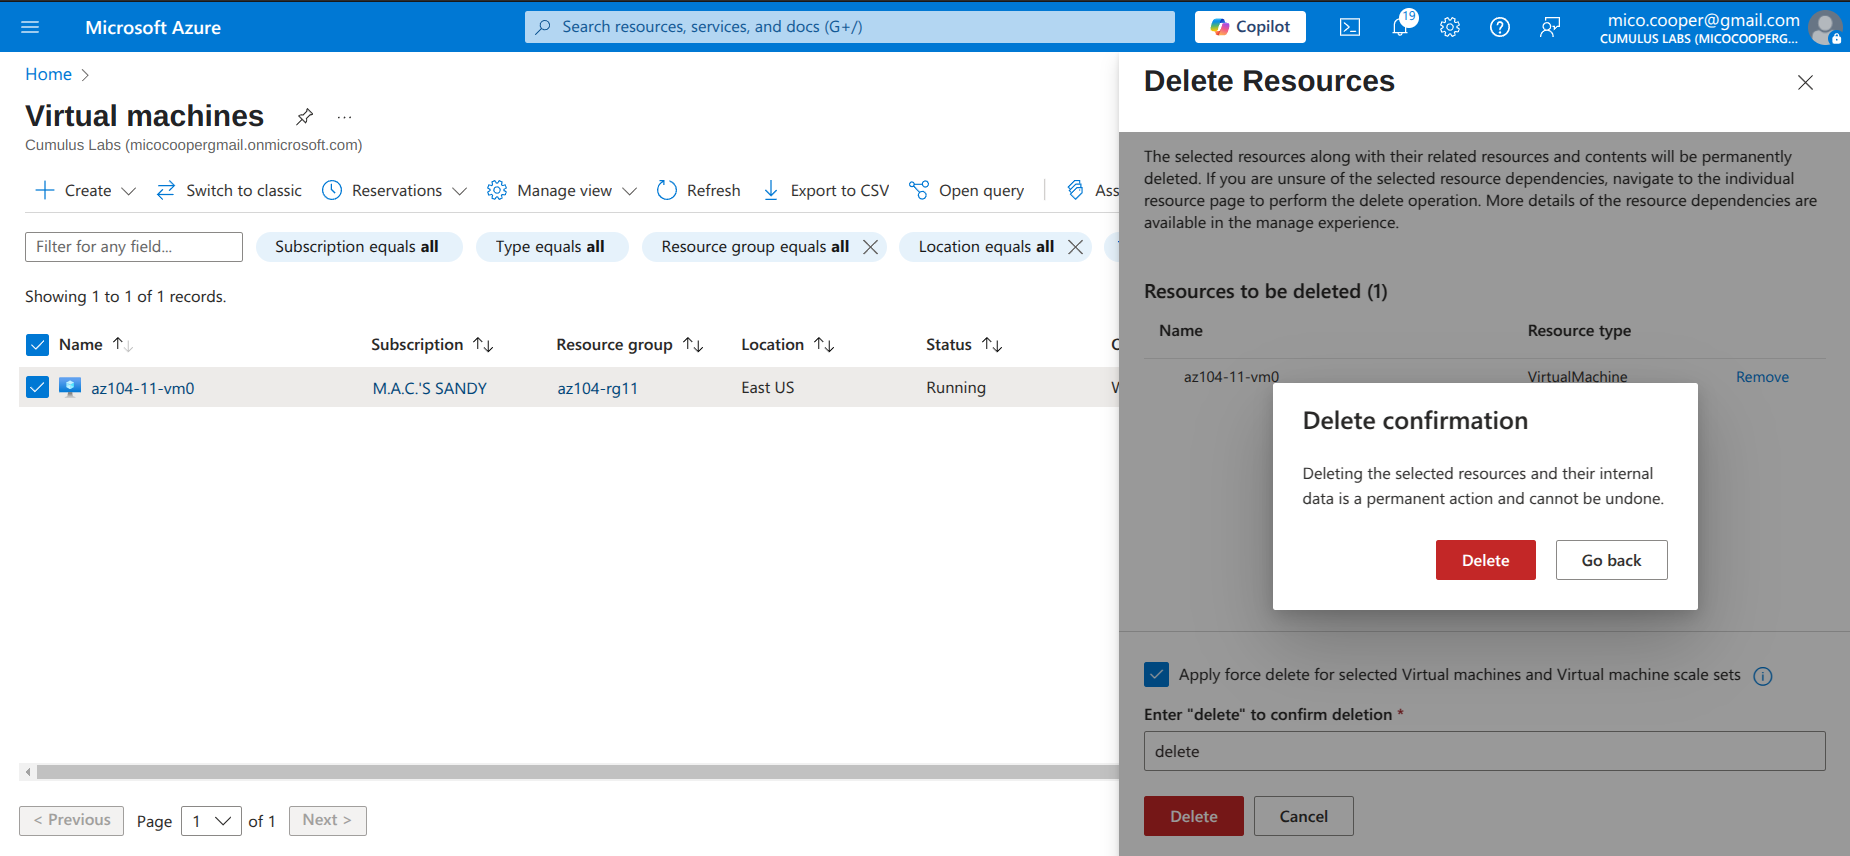 Microsoft Azure
Search resources, services, and docs (G+/)
Copilot
19
mico.cooper@gmail.com
CUMULUS LABS (MICOCOOPERG...
Home
Virtual machines
...
Cumulus Labs (micocoopergmail.onmicrosoft.com)
Create
Switch to classic
Reservations
Manage view
Refresh
Export to CSV
Open query
Ass
Filter for any field...
Subscription equals all
Type equals all
Resource group equals all
Location equals all
Showing 1 to 1 of 1 records.
Name
Subscription
Resource group
Location
Status
az104-11-vm0
M.A.C.'S SANDY
az104-rg11
East US
Running
< Previous
Page
1
of 1
Next >
Delete Resources
The selected resources along with their related resources and contents will be permanently
deleted. If you are unsure of the selected resource dependencies, navigate to the individual
resource page to perform the delete operation. More details of the resource dependencies are
available in the manage experience.
Resources to be deleted (1)
Name
Resource type
az104-11-vm0
VirtualMachine
Remove
Delete confirmation
Deleting the selected resources and their internal
data is a permanent action and cannot be undone.
Delete
Go back
Apply force delete for selected Virtual machines and Virtual machine scale sets
Enter "delete" to confirm deletion *
delete
Delete
Cancel